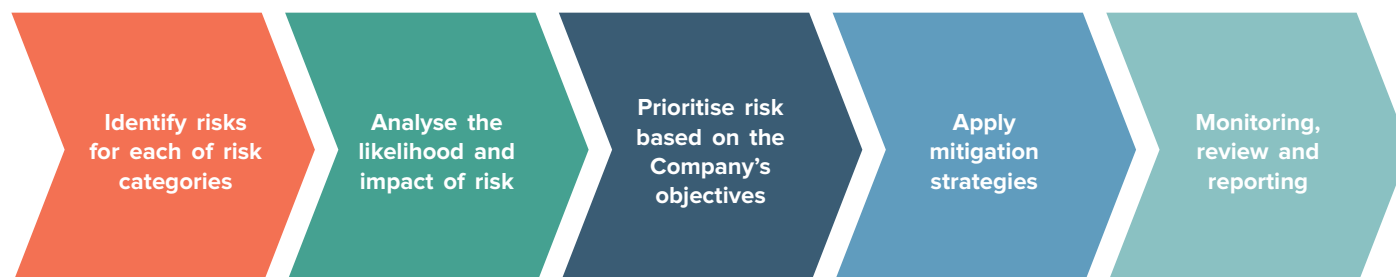 Identify risks
for each of risk
categories
Analyse the
likelihood and
impact of risk
Prioritise risk
based on the
Company’s
objectives
Apply
mitigation
strategies
Monitoring,
review and
reporting